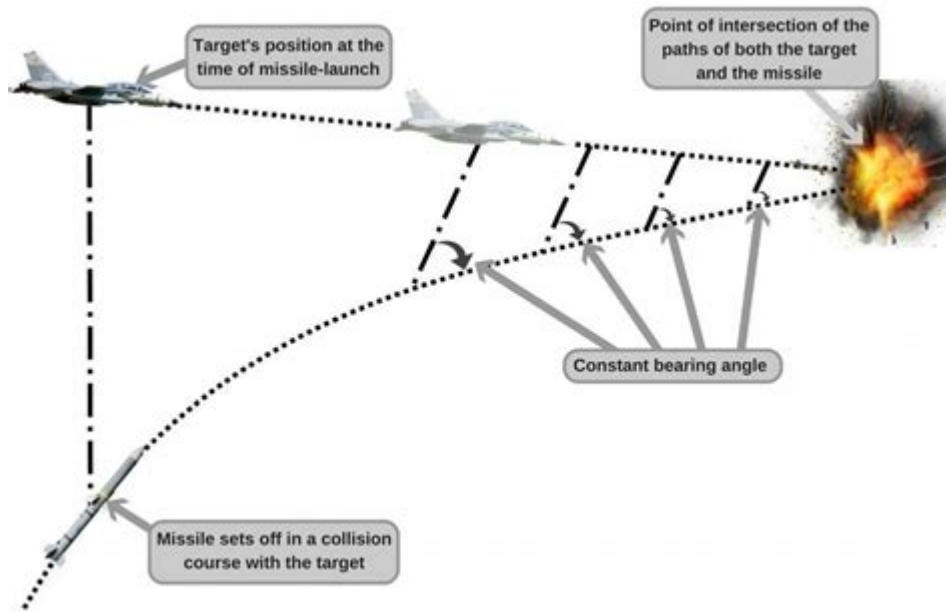 Target's position at the
time of missile-launch
Point of intersection of the
paths of both the target
and the missile
Constant bearing angle
Missile sets off in a collision
course with the target